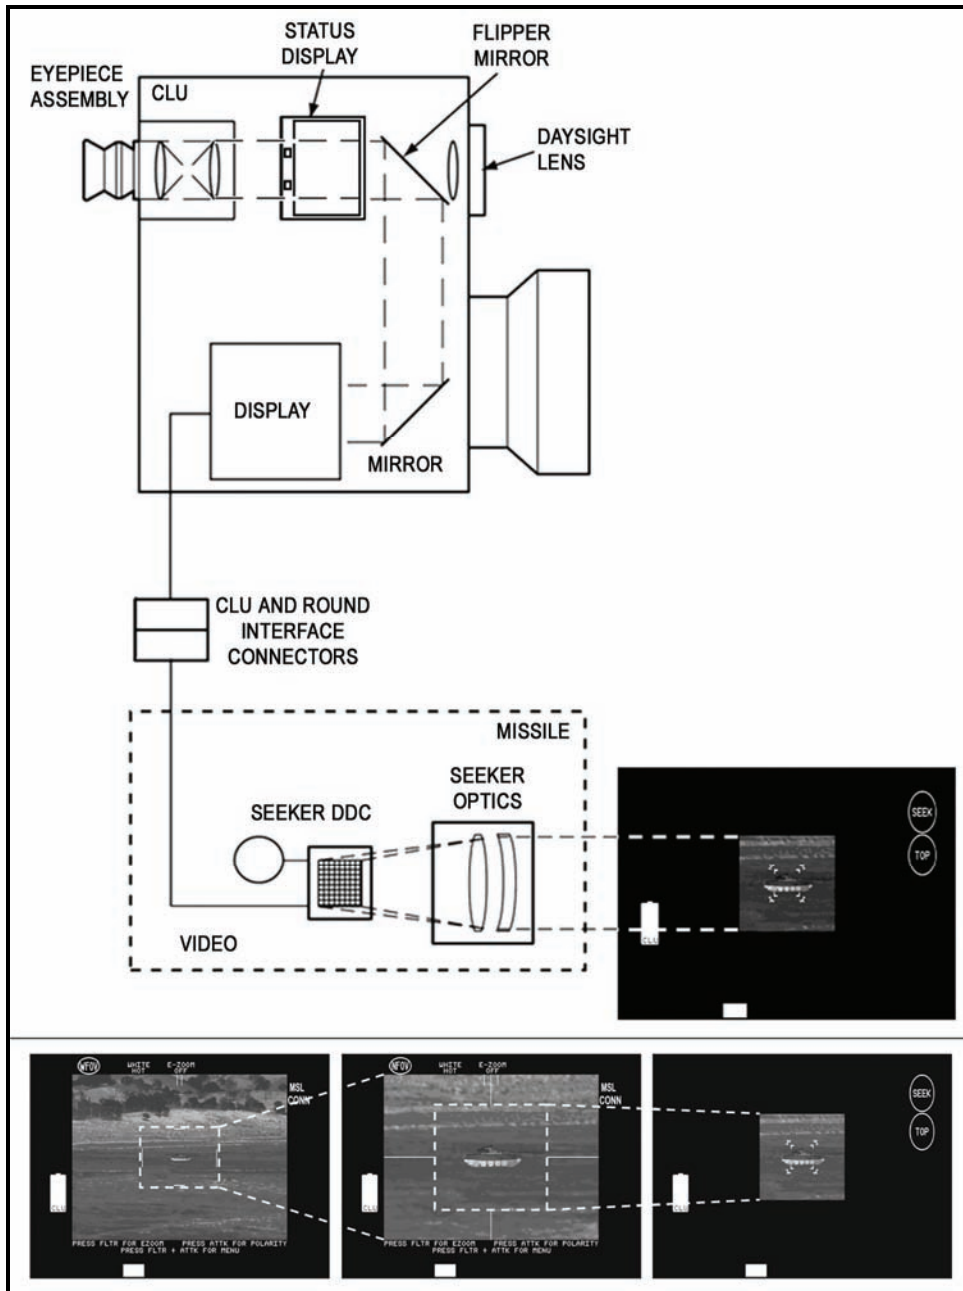 STATUS
DISPLAY
FLIPPER
MIRROR
EYEPIECE
ASSEMBLY
CLU
DAYSIGHT
LENS
DISPLAY
MIRROR
CLU AND ROUND
INTERFACE
CONNECTORS
MISSILE
SEEKER
OPTICS
SEEKER DDC
VIDEO
SEEK
TOP
CLU
WFOV
WHITE
HOT
E-ZOOM
OFF
MSL
CONN
CLU
PRESS FLTR FOR EZOOM PRESS ATTK FOR POLARITY
PRESS FLTR + ATTK FOR MENU
NFOV
WHITE
HOT
E-ZOOM
OFF
MSL
CONN
CLU
PRESS FLTR FOR EZOOM PRESS ATTK FOR POLARITY
PRESS FLTR + ATTK FOR MENU
SEEK
TOP
CLU